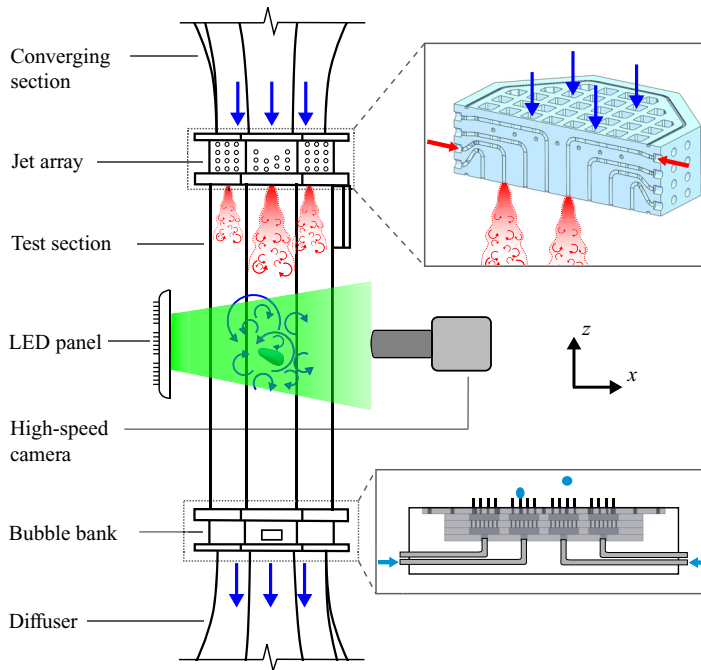 Converging
section
Jet array
Test section
LED panel
z
x
High-speed
camera
Bubble bank
Diffuser